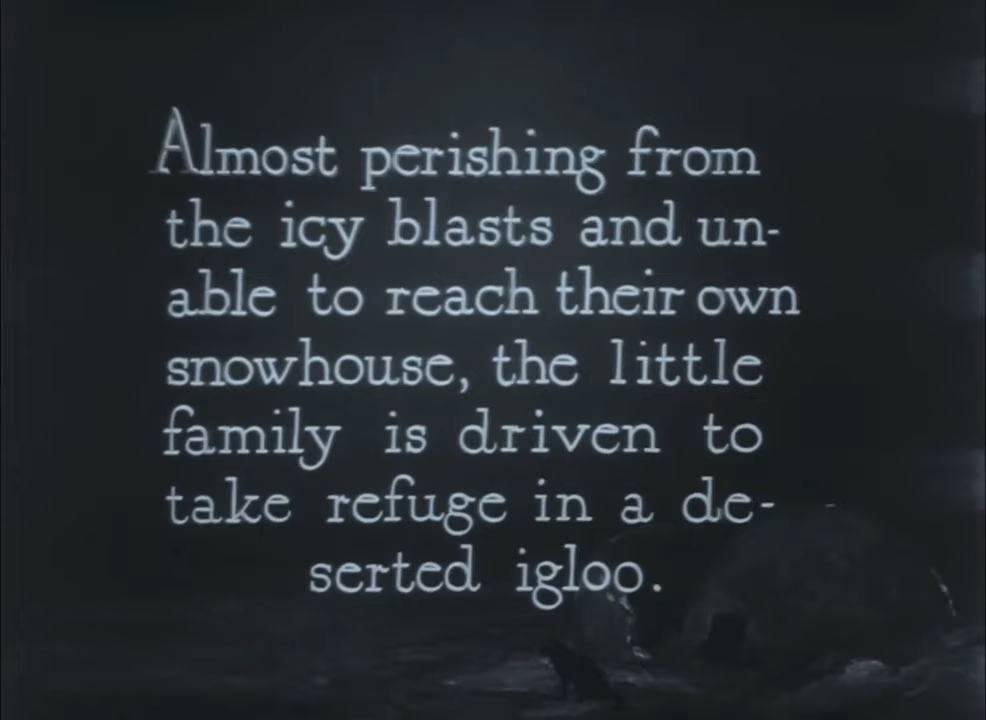 Almost perishing from
the icy blasts and un-
able to reach their own
snowhouse, the little
family is driven to
take refuge in a de-
serted igloo.